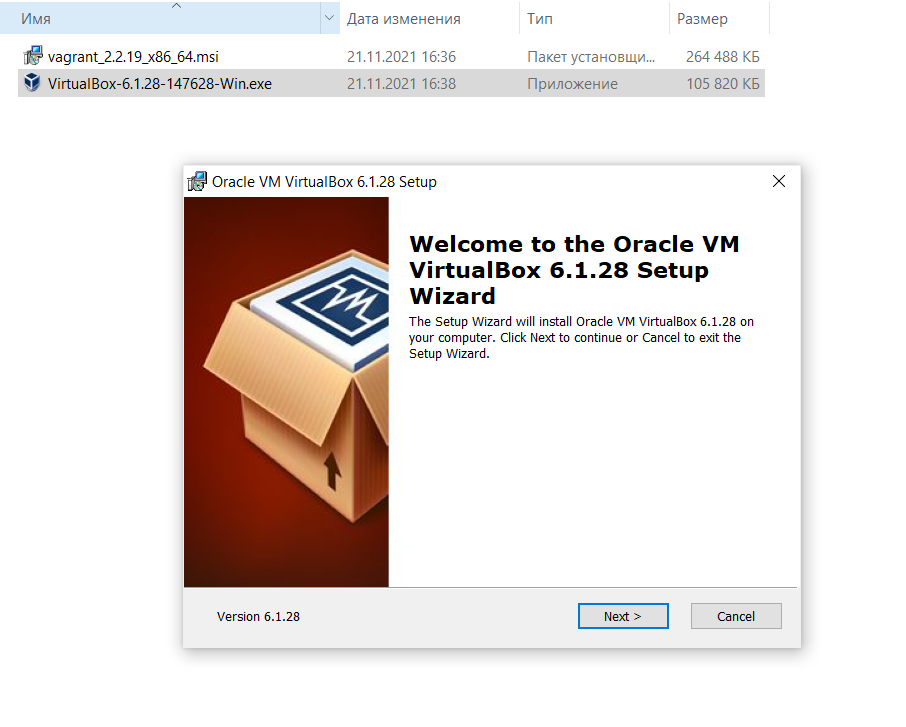 Имя Дата изменения Тип Размер
vagrant_2.2.19_x86_64.msi 21.11.2021 16:36 Пакет установщи... 264 488 КБ
VirtualBox-6.1.28-147628-Win.exe 21.11.2021 16:38 Приложение 105 820 КБ
Oracle VM VirtualBox 6.1.28 Setup
Welcome to the Oracle VM
VirtualBox 6.1.28 Setup
Wizard
The Setup Wizard will install Oracle VM VirtualBox 6.1.28 on
your computer. Click Next to continue or Cancel to exit the
Setup Wizard.
Version 6.1.28 Next > Cancel